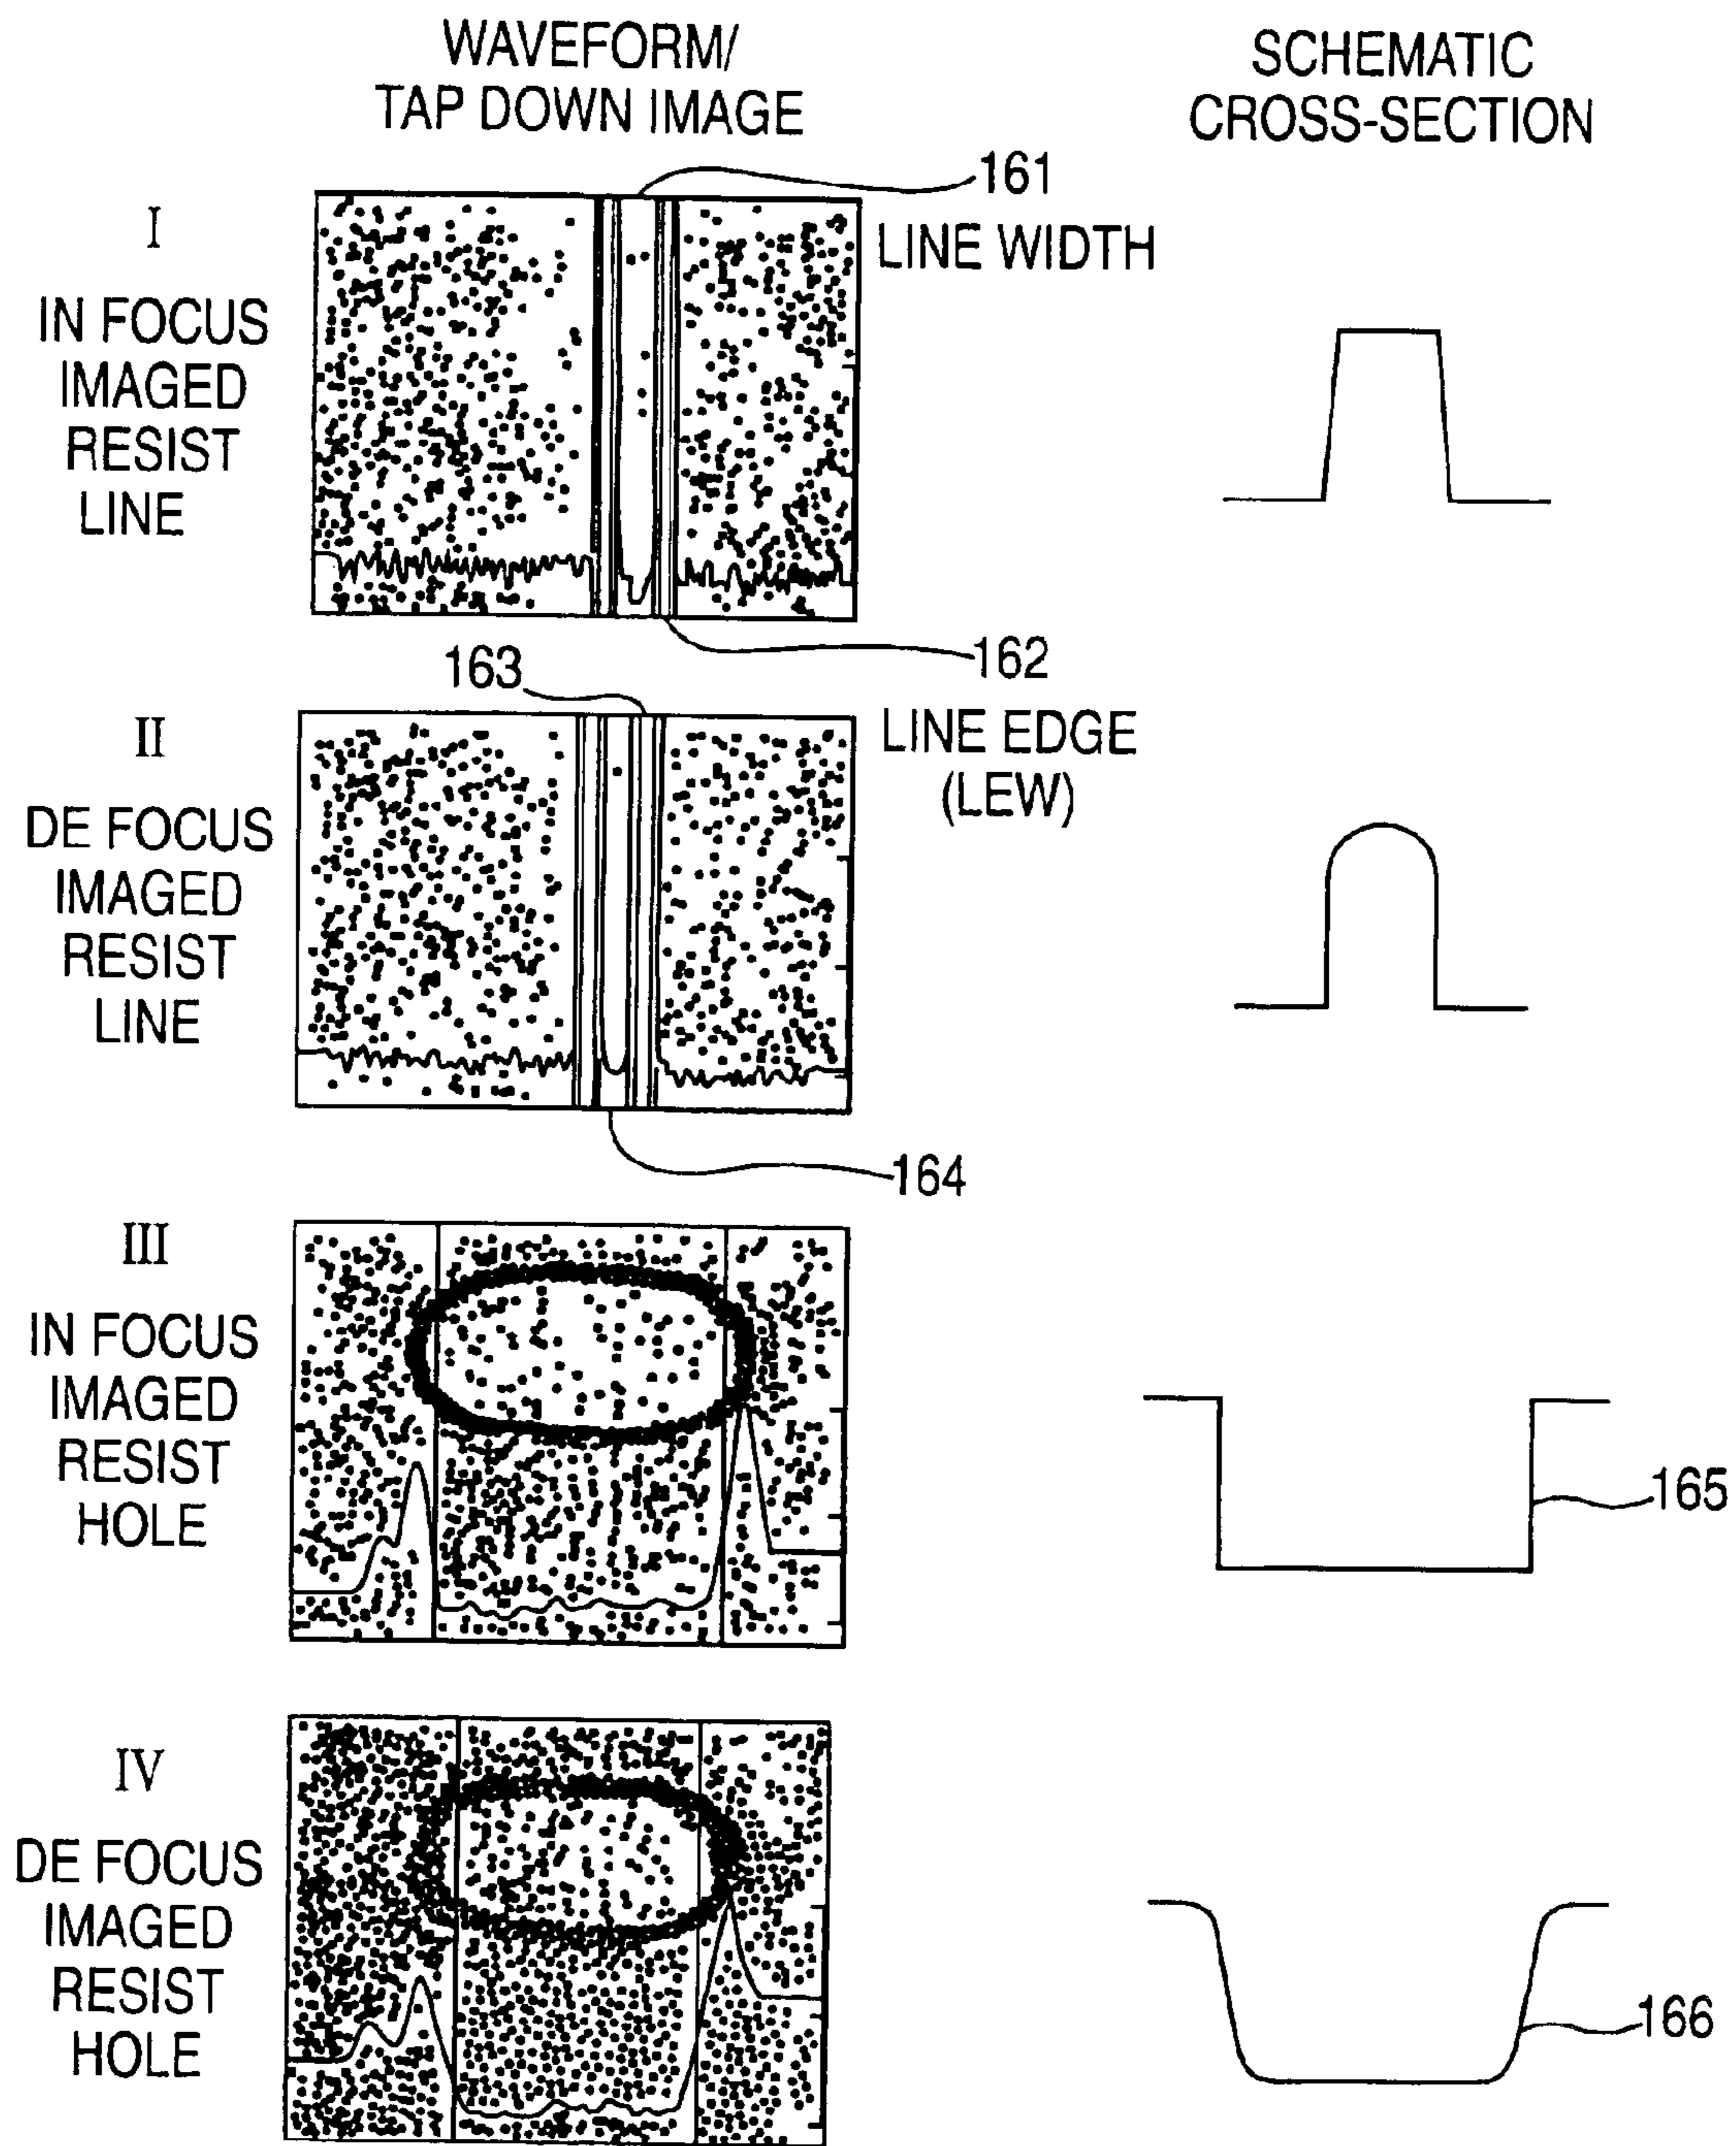 WAVEFORM/
TAP DOWN IMAGE
SCHEMATIC
CROSS-SECTION
I
IN FOCUS
IMAGED
RESIST
LINE
161
LINE WIDTH
162
163
II
DE FOCUS
IMAGED
RESIST
LINE
LINE EDGE
(LEW)
164
III
IN FOCUS
IMAGED
RESIST
HOLE
165
IV
DE FOCUS
IMAGED
RESIST
HOLE
166